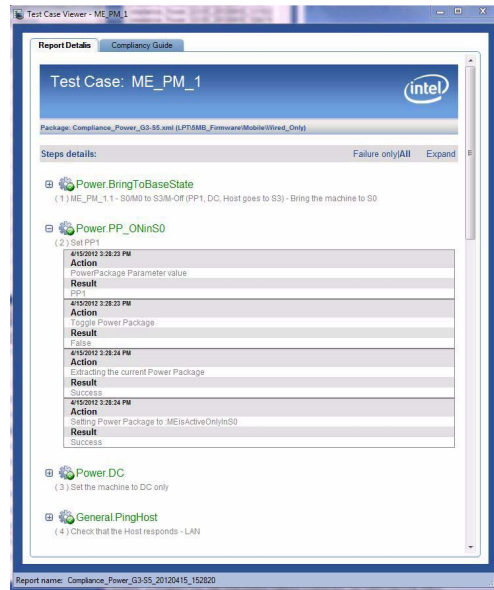 Test Case Viewer - ME_PM_1
Report Details
Compliancy Guide
Test Case: ME_PM_1
intel
Package: Compliance_Power_G3-S5.xml (LPT\5MB_Firmware\Mobile\Wired_Only)
Steps details:
Failure only|All
Expand
Power.BringToBaseState
( 1 ) ME_PM_1.1 - S0/M0 to S3/M-Off (PP1, DC, Host goes to S3) - Bring the machine to S0
Power.PP_ONinS0
( 2 ) Set PP1
4/15/2012 3:28:23 PM
Action
PowerPackage Parameter value
Result
PP1
4/15/2012 3:28:23 PM
Action
Toggle Power Package
Result
False
4/15/2012 3:28:24 PM
Action
Extracting the current Power Package
Result
Success
4/15/2012 3:28:24 PM
Action
Setting Power Package to :MEisActiveOnlyInS0
Result
Success
Power.DC
( 3 ) Set the machine to DC only
General.PingHost
( 4 ) Check that the Host responds - LAN
Report name: Compliance_Power_G3-S5_20120415_152820